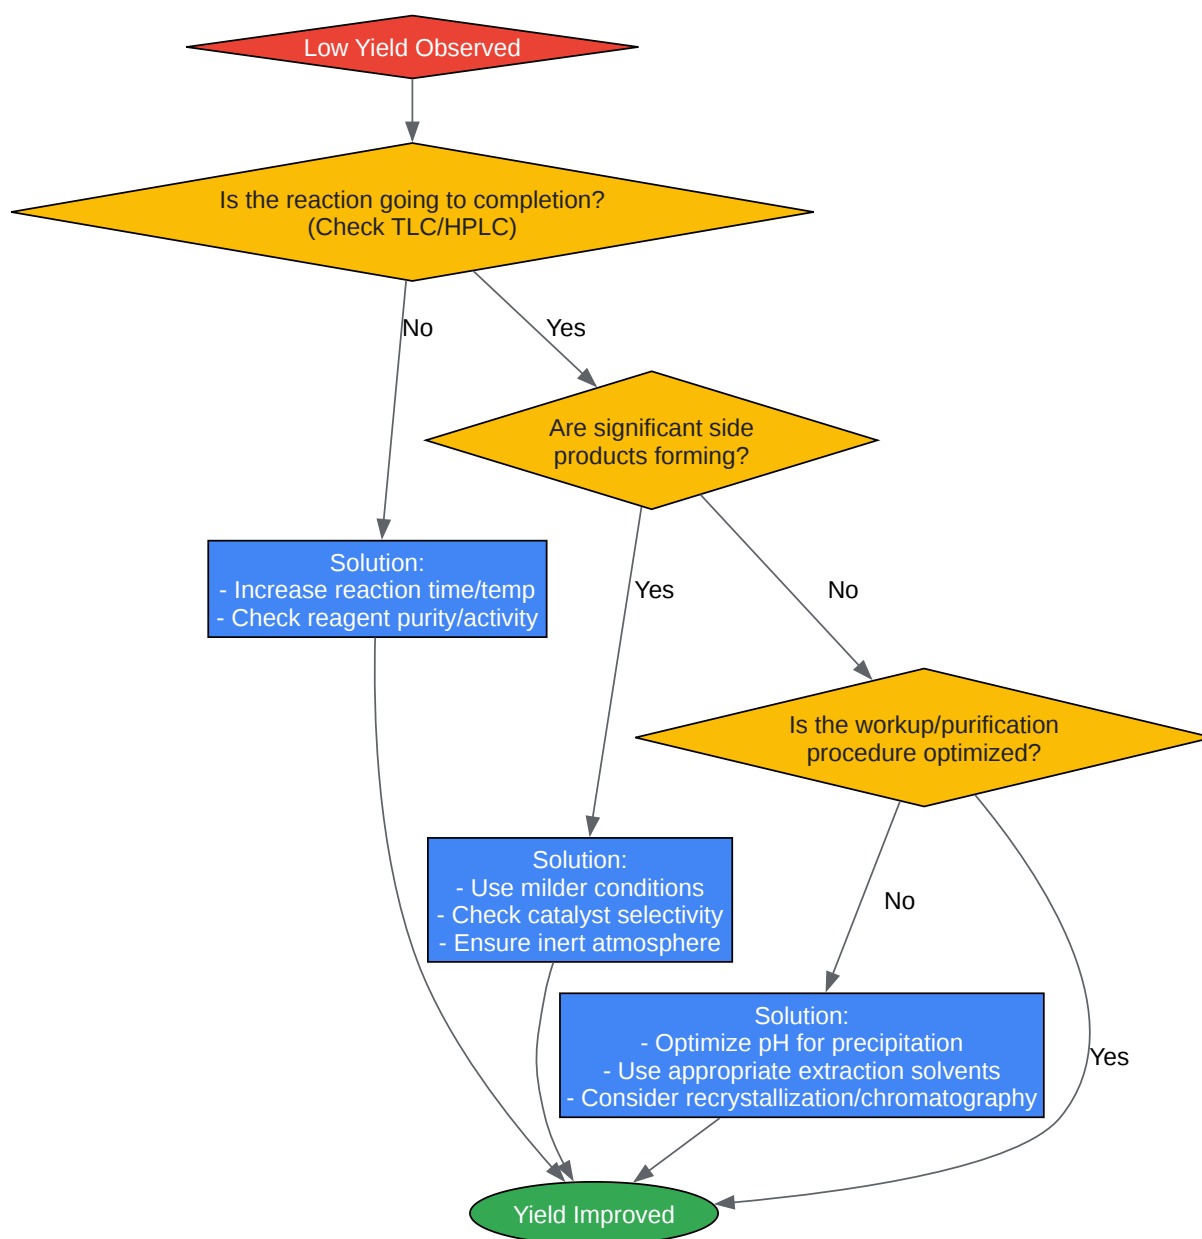 Low Yield Observed
Is the reaction going to completion?
(Check TLC/HPLC)
No
Yes
Are significant side
products forming?
Solution:
- Increase reaction time/temp
- Check reagent purity/activity
Yes
No
Is the workup/purification
procedure optimized?
Solution:
- Use milder conditions
- Check catalyst selectivity
- Ensure inert atmosphere
No
Solution:
- Optimize pH for precipitation
- Use appropriate extraction solvents
- Consider recrystallization/chromatography
Yes
Yield Improved